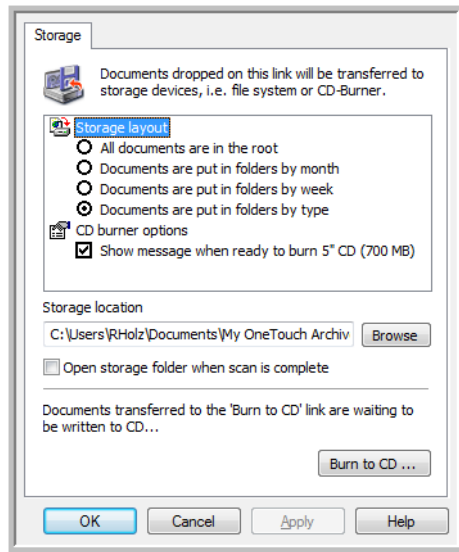 Storage
Documents dropped on this link will be transferred to
storage devices, i.e. file system or CD-Burner.
Storage layout
All documents are in the root
Documents are put in folders by month
Documents are put in folders by week
Documents are put in folders by type
CD burner options
Show message when ready to burn 5" CD (700 MB)
Storage location
C:\Users\RHolz\Documents\My OneTouch Archiv
Browse
Open storage folder when scan is complete
Documents transferred to the 'Burn to CD' link are waiting to
be written to CD...
Burn to CD ...
OK Cancel Apply Help